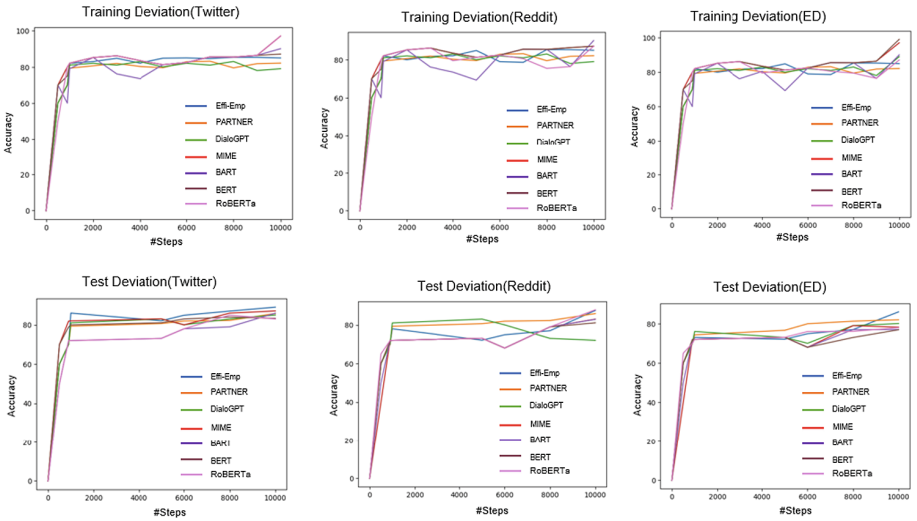 Training Deviation(Twitter)
100
80
60
40
20
0
Accuracy
Effi-Emp
PARTNER
DialoGPT
MIME
BART
BERT
RoBERTa
0 2000 4000 6000 8000 10000
#Steps
Training Deviation(Reddit)
80
60
40
20
0
Accuracy
Effi-Emp
PARTNER
DialoGPT
MIME
BART
BERT
RoBERTa
0 2000 4000 6000 8000 10000
#Steps
Training Deviation(ED)
100
80
60
40
20
0
Accuracy
Effi-Emp
PARTNER
DialoGPT
MIME
BART
BERT
RoBERTa
0 2000 4000 6000 8000 10000
#Steps
Test Deviation(Twitter)
80
60
40
20
0
Accuracy
Effi-Emp
PARTNER
DialoGPT
MIME
BART
BERT
RoBERTa
0 2000 4000 6000 8000 10000
#Steps
Test Deviation(Reddit)
80
60
40
20
0
Accuracy
Effi-Emp
PARTNER
DialoGPT
MIME
BART
BERT
RoBERTa
0 2000 4000 6000 8000 10000
#Steps
Test Deviation(ED)
80
60
40
20
0
Accuracy
Effi-Emp
PARTNER
DialoGPT
MIME
BART
BERT
RoBERTa
0 2000 4000 6000 8000 10000
#Steps